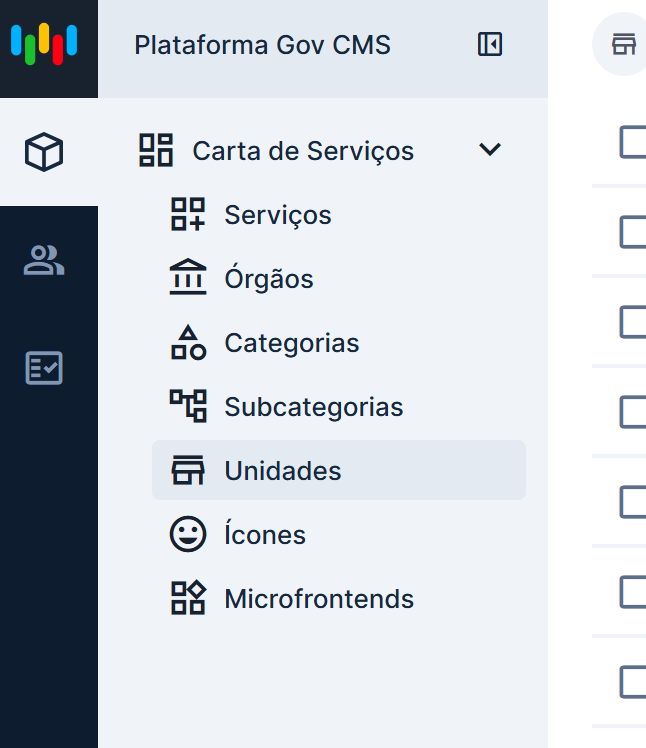 Plataforma Gov CMS
Carta de Serviços
Serviços
Órgãos
Categorias
Subcategorias
Unidades
Ícones
Microfrontends